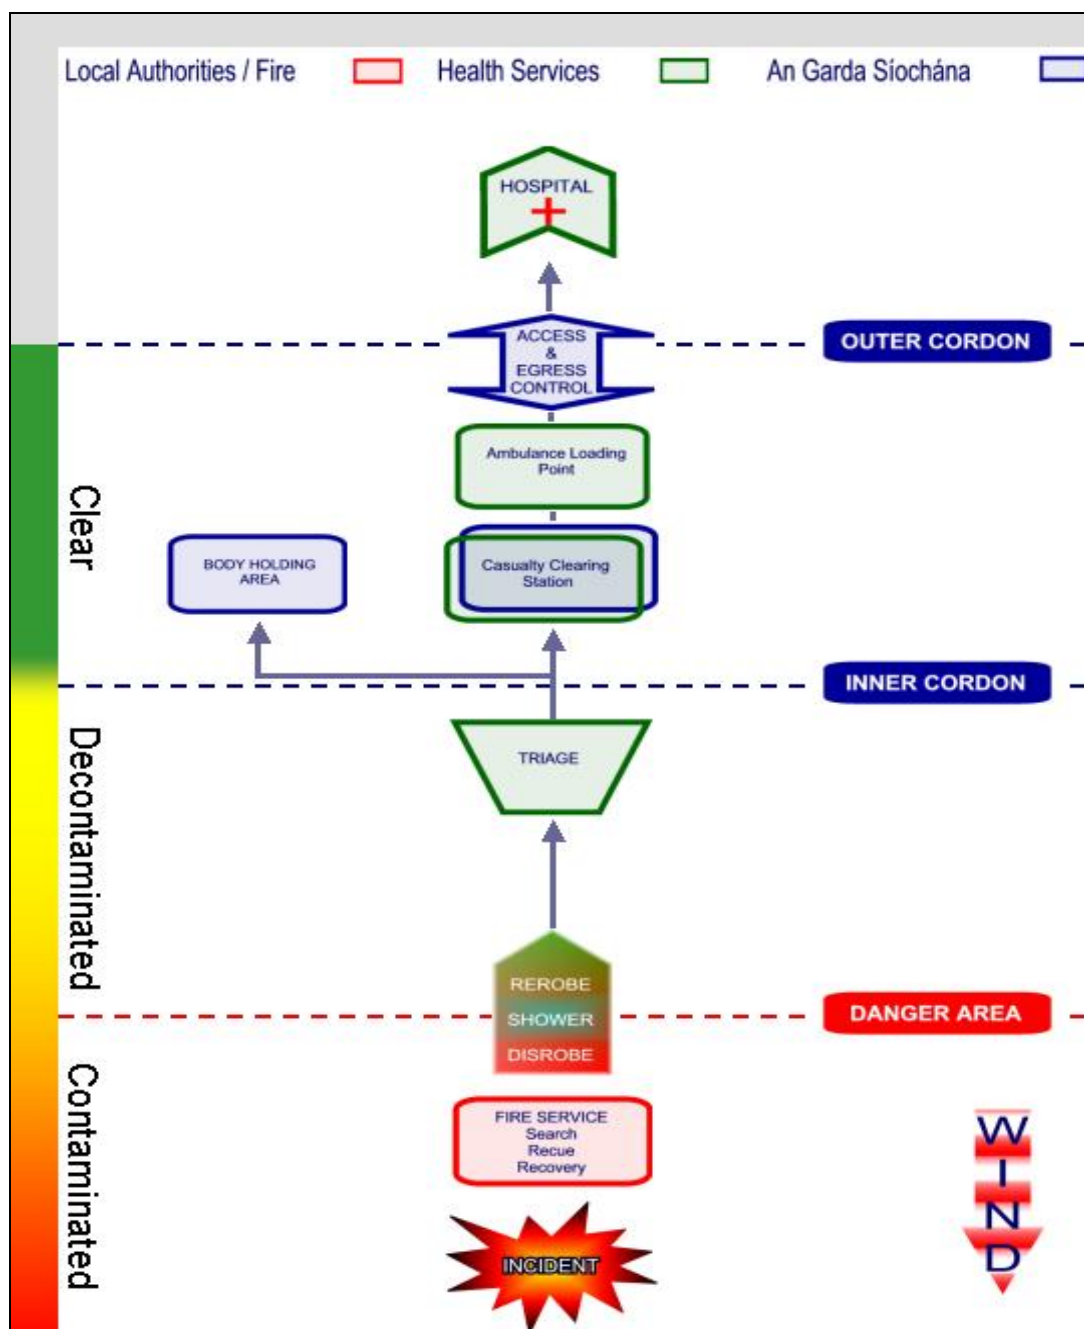 Local Authorities / Fire
Health Services
An Garda Síochána
HOSPITAL
ACCESS
&
EGRESS
CONTROL
OUTER CORDON
Ambulance Loading
Point
Clear
BODY HOLDING
AREA
Casualty Clearing
Station
INNER CORDON
TRIAGE
Decontaminated
REROBE
SHOWER
DISROBE
DANGER AREA
Contaminated
FIRE SERVICE
Search
Recue
Recovery
WIND
INCIDENT